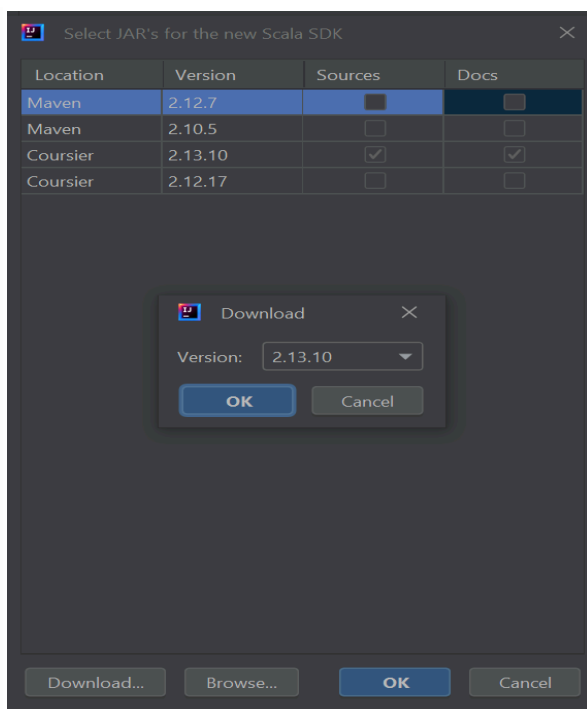 Select JAR's for the new Scala SDK
Location Version Sources Docs
Maven 2.12.7
Maven 2.10.5
Coursier 2.13.10
Coursier 2.12.17
Download
Version: 2.13.10
OK Cancel
Download... Browse... OK Cancel